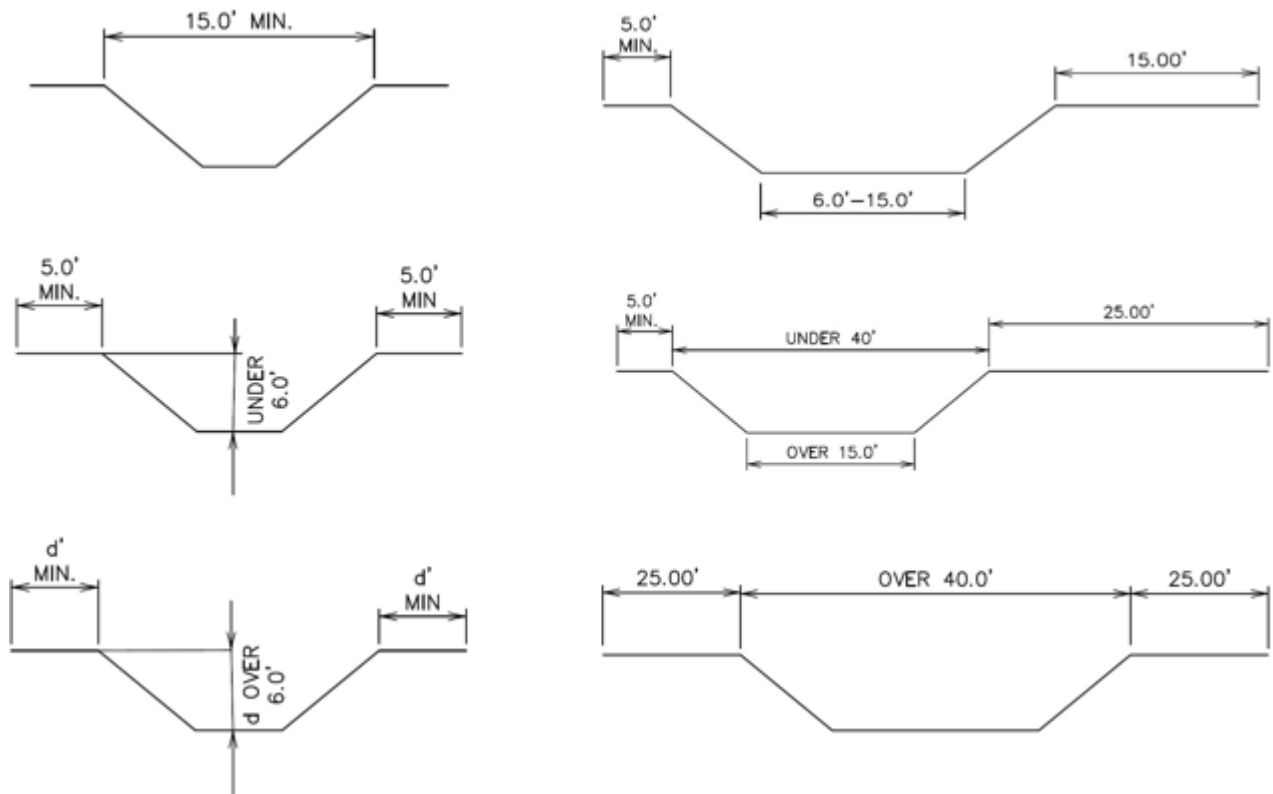 15.0' MIN.
5.0'
MIN.
15.00'
6.0'–15.0'
5.0'
MIN.
5.0'
MIN
UNDER
6.0'
5.0'
MIN.
25.00'
UNDER 40'
OVER 15.0'
d'
MIN.
d'
MIN
d OVER
6.0'
25.00'
OVER 40.0'
25.00'